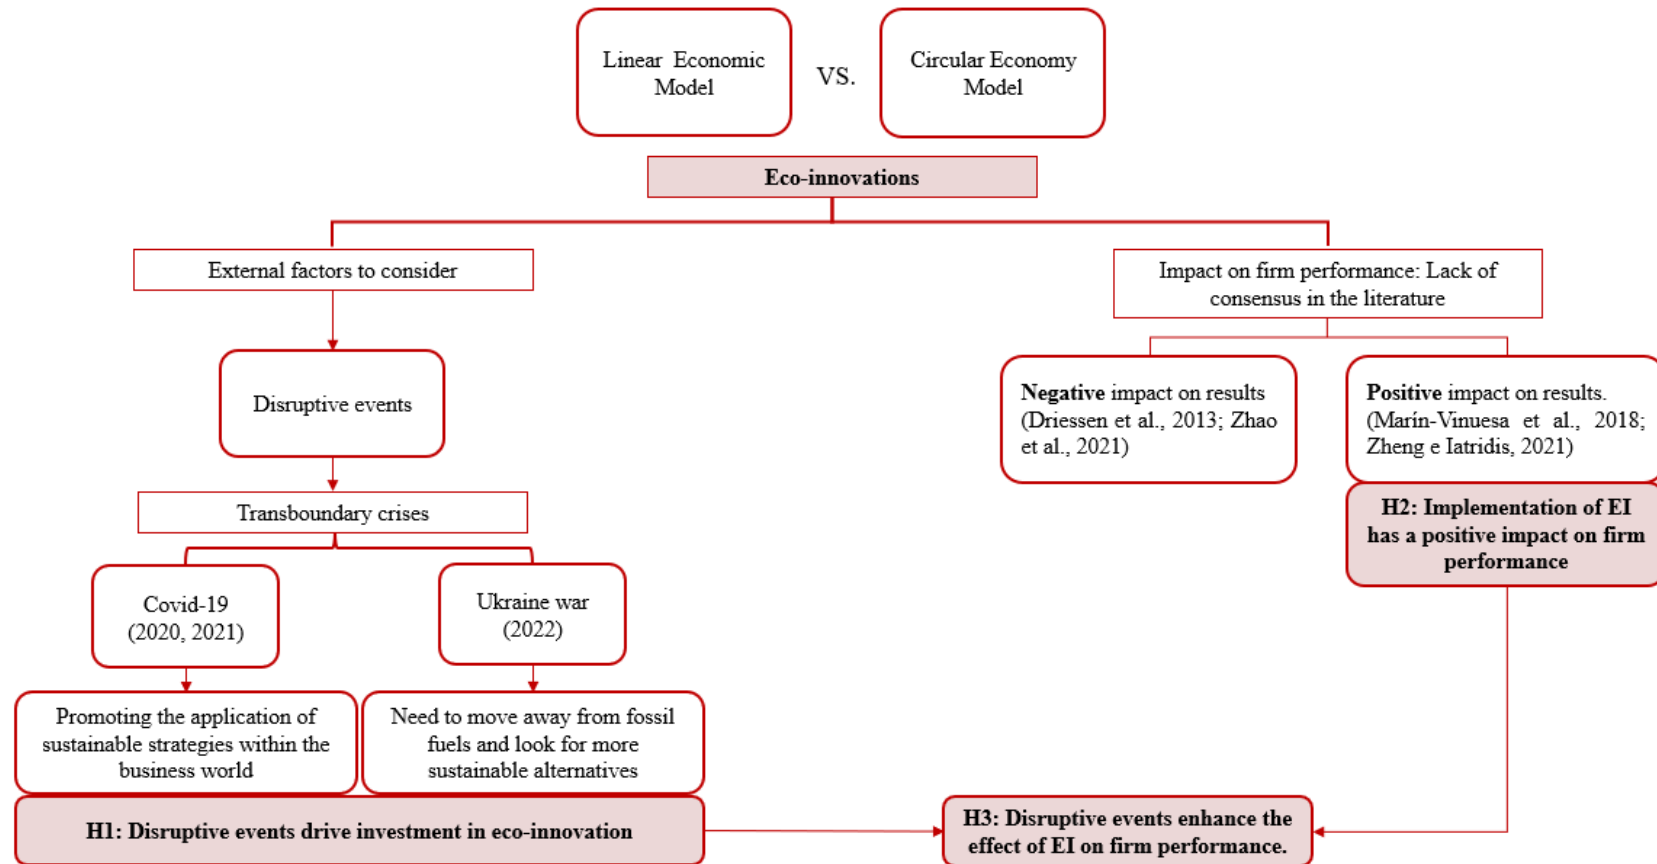 Linear Economic
Model
VS.
Circular Economy
Model
Eco-innovations
External factors to consider
Impact on firm performance: Lack of
consensus in the literature
Disruptive events
Negative impact on results
(Driessen et al., 2013; Zhao
et al., 2021)
Positive impact on results.
(Marín-Vinuesa et al., 2018;
Zheng e Iatridis, 2021)
Transboundary crises
H2: Implementation of EI
has a positive impact on firm
performance
Covid-19
(2020, 2021)
Ukraine war
(2022)
Promoting the application of
sustainable strategies within the
business world
Need to move away from fossil
fuels and look for more
sustainable alternatives
H1: Disruptive events drive investment in eco-innovation
H3: Disruptive events enhance the
effect of EI on firm performance.